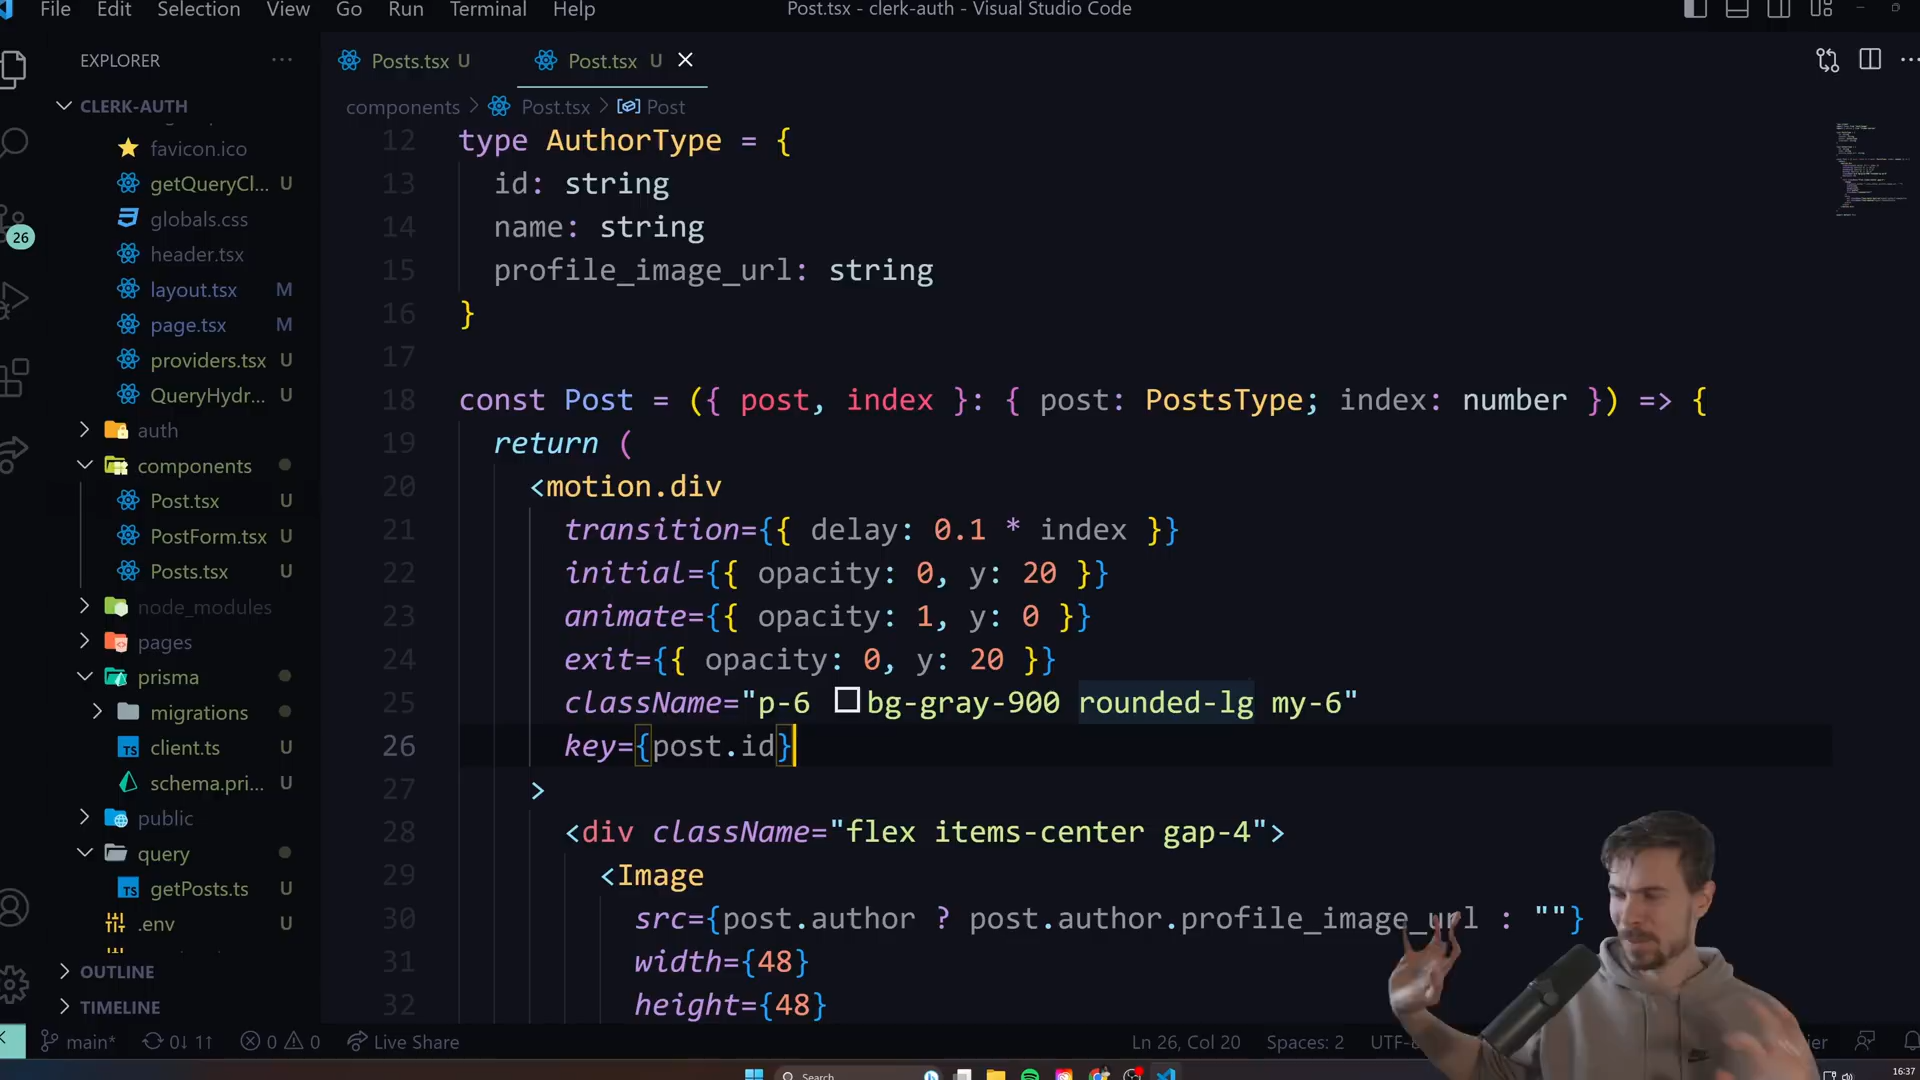 File Edit Selection View Go Run Terminal Help
Post.tsx - clerk-auth - Visual Studio Code
EXPLORER
CLERK-AUTH
favicon.ico
getQueryCl... U
globals.css
header.tsx
layout.tsx M
page.tsx M
providers.tsx U
QueryHydr... U
auth
components
Post.tsx U
PostForm.tsx U
Posts.tsx U
node_modules
pages
prisma
migrations
client.ts U
schema.pri... U
public
query
getPosts.ts U
.env U
OUTLINE
TIMELINE
26
Posts.tsx U
Post.tsx U
components > Post.tsx > Post
12 type AuthorType = {
13 id: string
14 name: string
15 profile_image_url: string
16 }
17
18 const Post = ({ post, index }: { post: PostsType; index: number }) => {
19 return (
20 <motion.div
21 transition={{ delay: 0.1 * index }}
22 initial={{ opacity: 0, y: 20 }}
23 animate={{ opacity: 1, y: 0 }}
24 exit={{ opacity: 0, y: 20 }}
25 className="p-6 bg-gray-900 rounded-lg my-6"
26 key={post.id}
27 >
28 <div className="flex items-center gap-4">
29 <Image
30 src={post.author ? post.author.profile_image_url : ""}
31 width={48}
32 height={48}
main* 0↓ 1↑ 0 0 Live Share
Ln 26, Col 20 Spaces: 2
Search
16:37